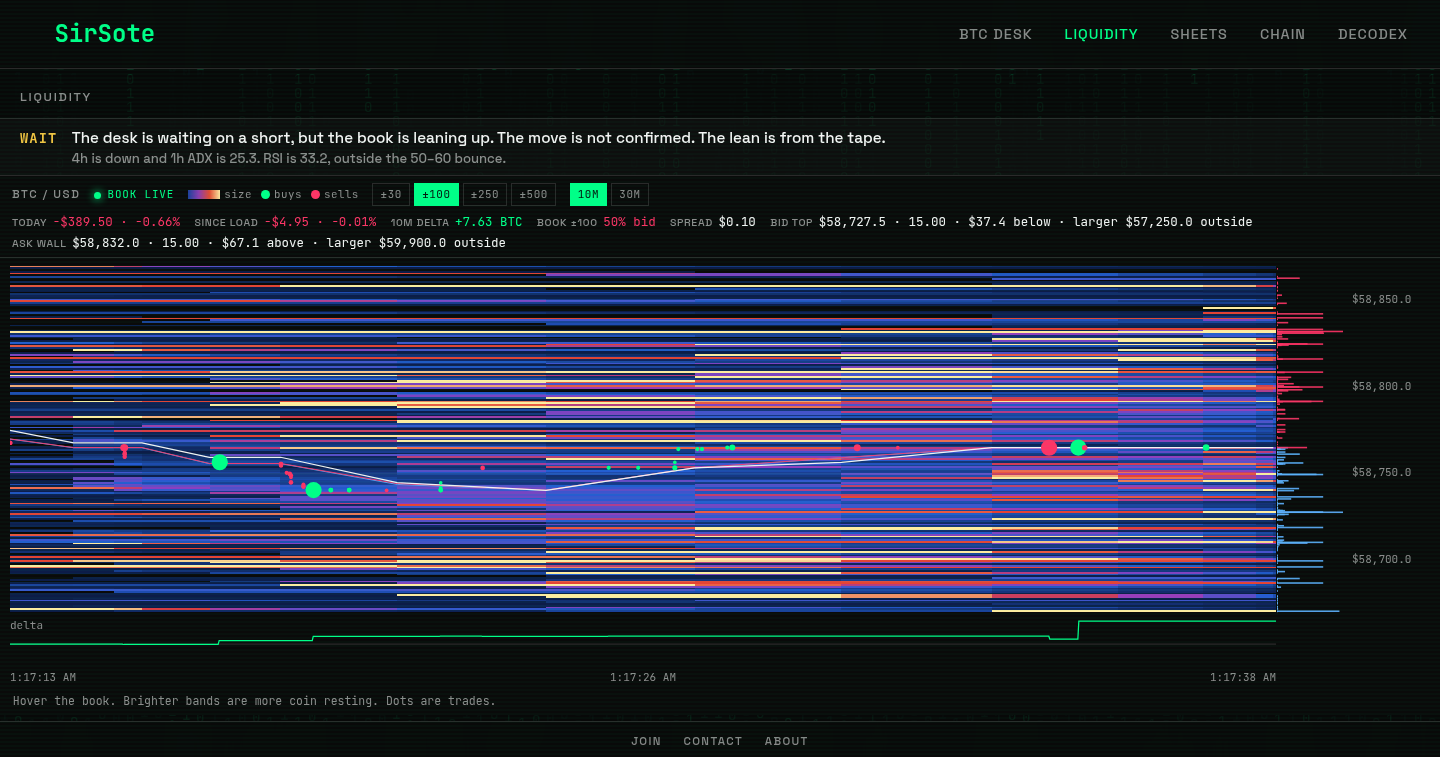 SirSote
BTC DESK LIQUIDITY SHEETS CHAIN DECODEX
LIQUIDITY
WAIT The desk is waiting on a short, but the book is leaning up. The move is not confirmed. The lean is from the tape.
4h is down and 1h ADX is 25.3. RSI is 33.2, outside the 50–60 bounce.
BTC / USD BOOK LIVE size buys sells ±30 ±100 ±250 ±500 10M 30M
TODAY -$389.50 · -0.66% SINCE LOAD -$4.95 · -0.01% 10M DELTA +7.63 BTC BOOK ±100 50% bid SPREAD $0.10 BID TOP $58,727.5 · 15.00 · $37.4 below · larger $57,250.0 outside
ASK WALL $58,832.0 · 15.00 · $67.1 above · larger $59,900.0 outside
$58,850.0
$58,800.0
$58,750.0
$58,700.0
delta
1:17:13 AM 1:17:26 AM 1:17:38 AM
Hover the book. Brighter bands are more coin resting. Dots are trades.
JOIN CONTACT ABOUT